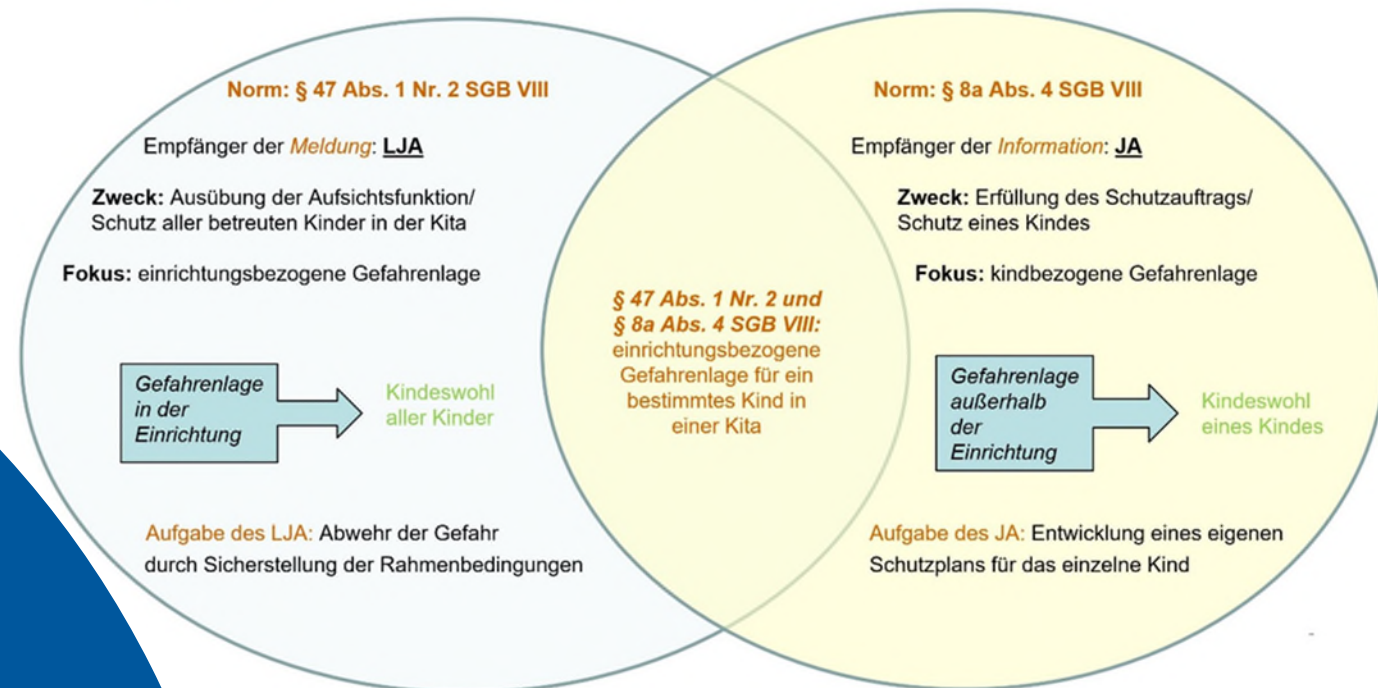 Norm: § 47 Abs. 1 Nr. 2 SGB VIII
Empfänger der Meldung: LJA
Zweck: Ausübung der Aufsichtsfunktion/
Schutz aller betreuten Kinder in der Kita
Fokus: einrichtungsbezogene Gefahrenlage
Gefahrenlage
in der
Einrichtung
Kindeswohl
aller Kinder
Aufgabe des LJA: Abwehr der Gefahr
durch Sicherstellung der Rahmenbedingungen
§ 47 Abs. 1 Nr. 2 und
§ 8a Abs. 4 SGB VIII:
einrichtungsbezogene
Gefahrenlage für ein
bestimmtes Kind in
einer Kita
Norm: § 8a Abs. 4 SGB VIII
Empfänger der Information: JA
Zweck: Erfüllung des Schutzauftrags/
Schutz eines Kindes
Fokus: kindbezogene Gefahrenlage
Gefahrenlage
außerhalb
der
Einrichtung
Kindeswohl
eines Kindes
Aufgabe des JA: Entwicklung eines eigenen
Schutzplans für das einzelne Kind